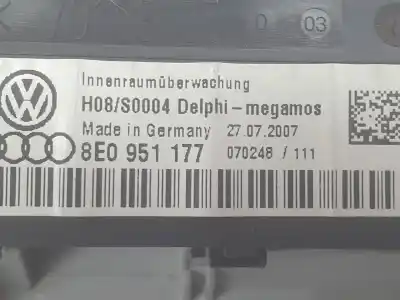 03
Innenraumüberwachung
H08/S0004 Delphi-megamos
Made in Germany 27.07.2007
8E0 951 177 070248 / 111